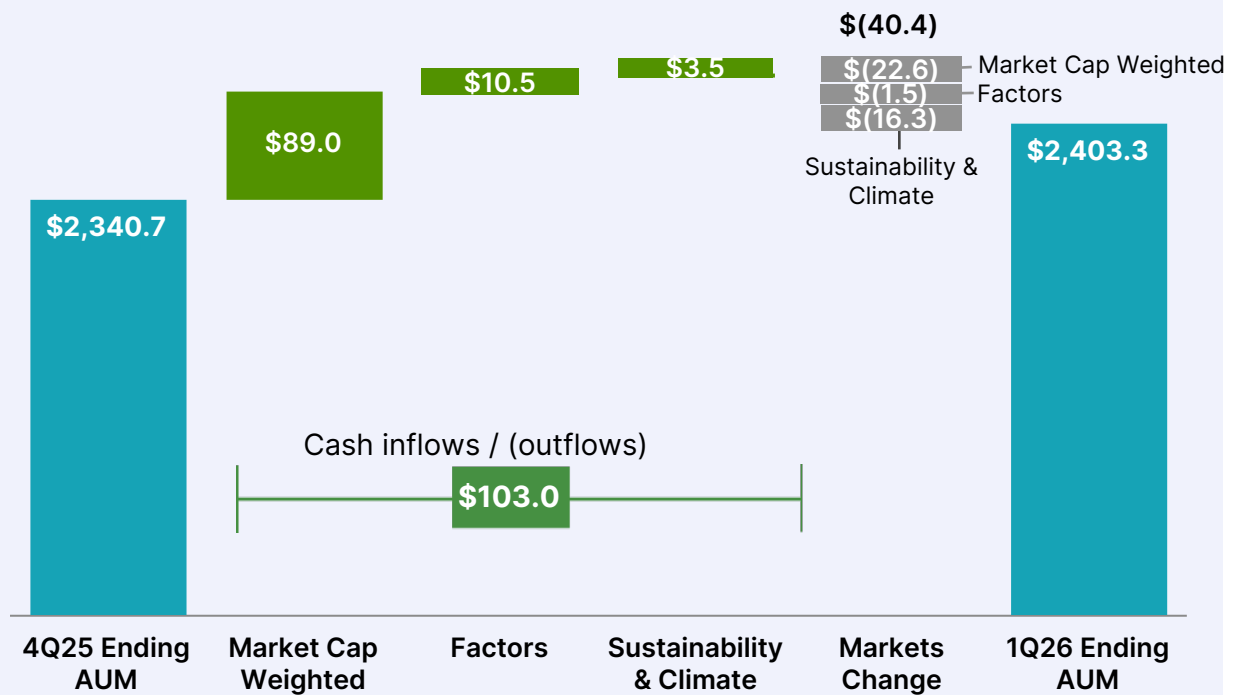 $(40.4)
$3.5
$(22.6)
Market Cap Weighted
$10.5
$(1.5)
Factors
$(16.3)
$89.0
$2,403.3
Sustainability &
Climate
$2,340.7
Cash inflows / (outflows)
$103.0
4Q25 Ending
AUM
Market Cap
Weighted
Factors
Sustainability
& Climate
Markets
Change
1Q26 Ending
AUM